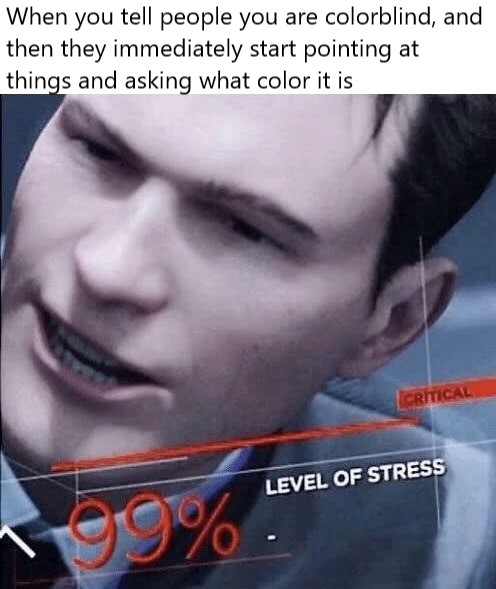 When you tell people you are colorblind, and
then they immediately start pointing at
things and asking what color it is
CRITICAL
LEVEL OF STRESS
99%